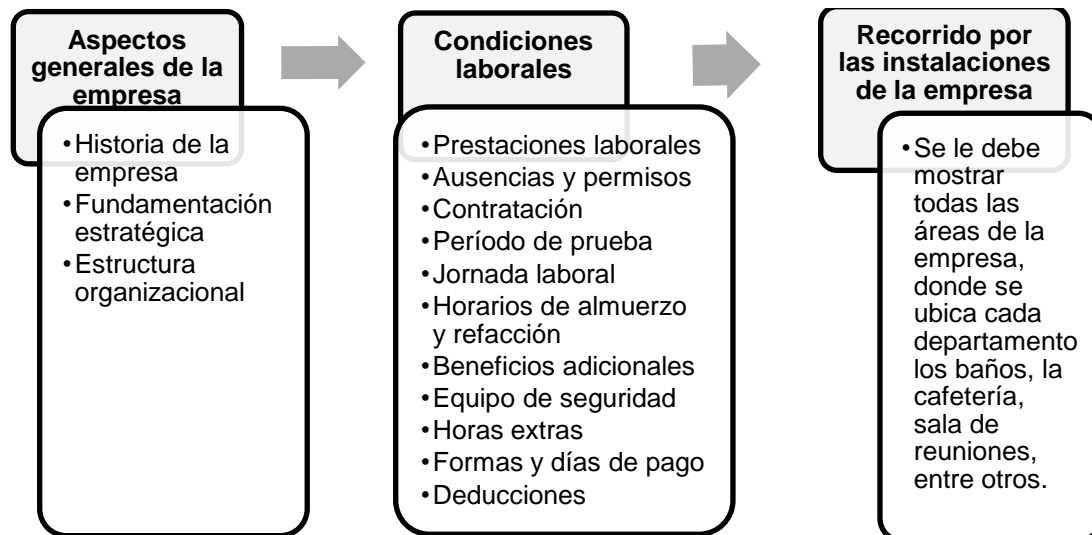 Aspectos
generales de la
empresa
•Historia de la
empresa
•Fundamentación
estratégica
•Estructura
organizacional
Condiciones
laborales
•Prestaciones laborales
•Ausencias y permisos
•Contratación
•Período de prueba
•Jornada laboral
•Horarios de almuerzo
y refacción
•Beneficios adicionales
•Equipo de seguridad
•Horas extras
•Formas y días de pago
•Deducciones
Recorrido por
las instalaciones
de la empresa
•Se le debe
mostrar
todas las
áreas de la
empresa,
donde se
ubica cada
departamento
los baños, la
cafetería,
sala de
reuniones,
entre otros.